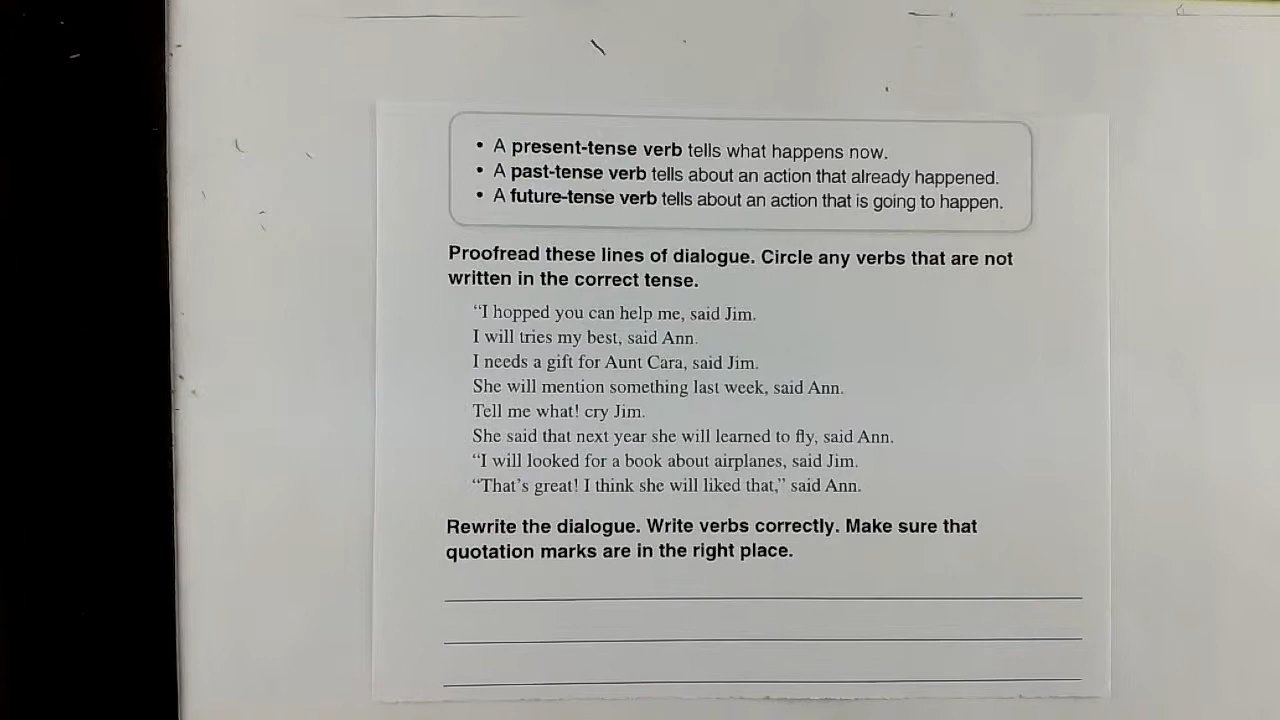 • A present-tense verb tells what happens now.
• A past-tense verb tells about an action that already happened.
• A future-tense verb tells about an action that is going to happen.
Proofread these lines of dialogue. Circle any verbs that are not
written in the correct tense.
“I hopped you can help me, said Jim.
I will tries my best, said Ann.
I needs a gift for Aunt Cara, said Jim.
She will mention something last week, said Ann.
Tell me what! cry Jim.
She said that next year she will learned to fly, said Ann.
“I will looked for a book about airplanes, said Jim.
“That’s great! I think she will liked that,” said Ann.
Rewrite the dialogue. Write verbs correctly. Make sure that
quotation marks are in the right place.